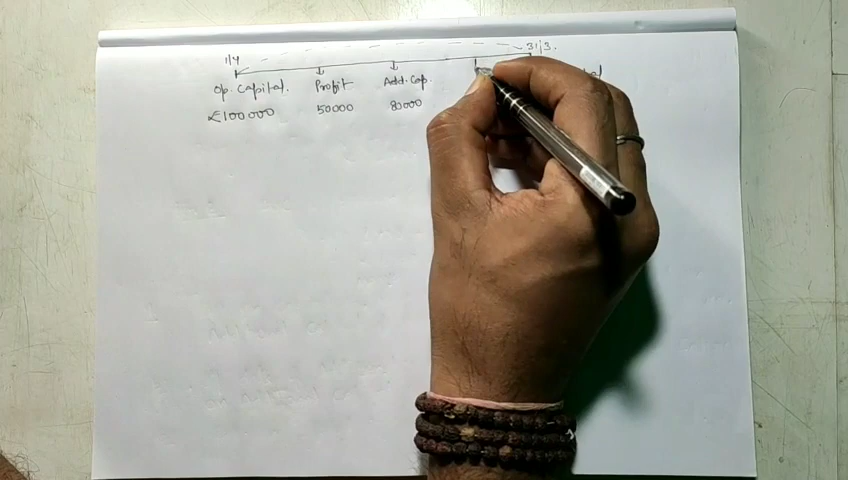 1/4 31/3.
Op. Capital. Profit Add. Cap.
₹100000 50000 80000